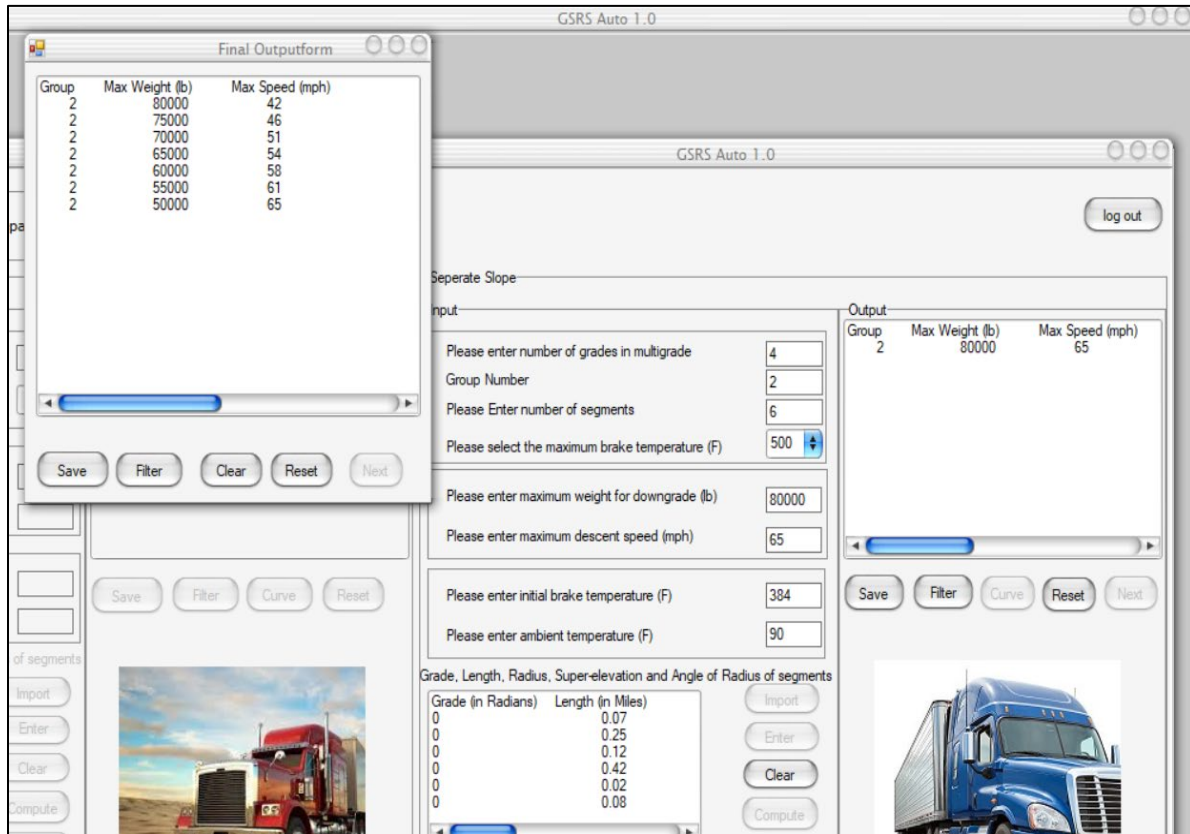 GSRS Auto 1.0
Final Outputform
Group Max Weight (lb) Max Speed (mph)
2 80000 42
2 75000 46
2 70000 51
2 65000 54
2 60000 58
2 55000 61
2 50000 65
Save Filter Clear Reset Next
GSRS Auto 1.0
log out
Seperate Slope
Input
Please enter number of grades in multigrade 4
Group Number 2
Please Enter number of segments 6
Please select the maximum brake temperature (F) 500
Please enter maximum weight for downgrade (lb) 80000
Please enter maximum descent speed (mph) 65
Please enter initial brake temperature (F) 384
Please enter ambient temperature (F) 90
Grade, Length, Radius, Super-elevation and Angle of Radius of segments
Grade (in Radians) Length (in Miles)
0 0.07
0 0.25
0 0.12
0 0.42
0 0.02
0 0.08
Import
Enter
Clear
Compute
Output
Group Max Weight (lb) Max Speed (mph)
2 80000 65
Save Filter Curve Reset Next
Save Filter Curve Reset
of segments
Import
Enter
Clear
Compute